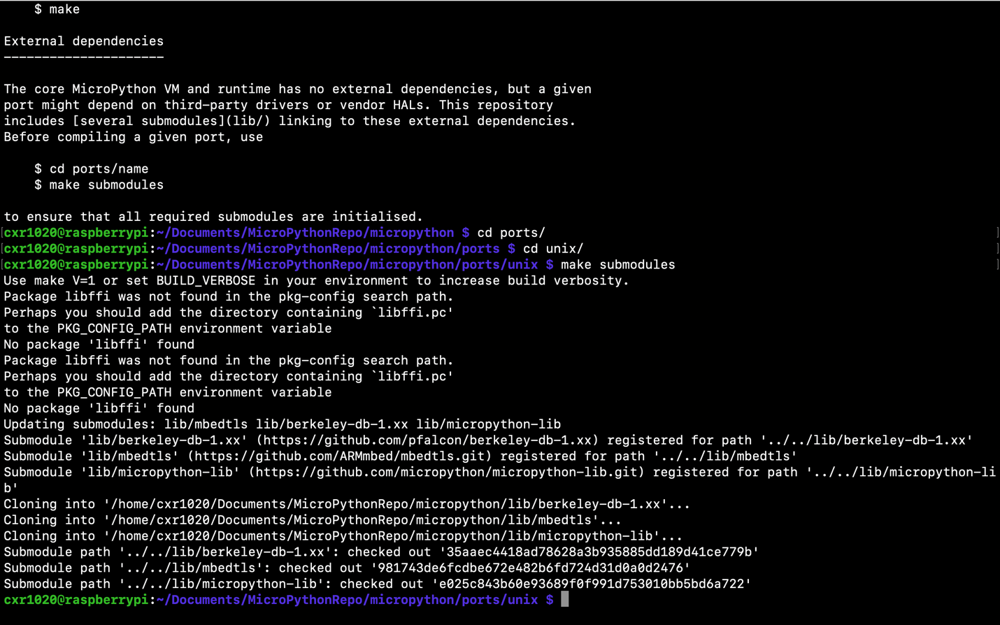 $ make
External dependencies
---------------------
The core MicroPython VM and runtime has no external dependencies, but a given
port might depend on third-party drivers or vendor HALs. This repository
includes [several submodules](lib/) linking to these external dependencies.
Before compiling a given port, use
$ cd ports/name
$ make submodules
to ensure that all required submodules are initialised.
[cxr1020@raspberrypi:~/Documents/MicroPythonRepo/micropython $ cd ports/ ]
[cxr1020@raspberrypi:~/Documents/MicroPythonRepo/micropython/ports $ cd unix/ ]
[cxr1020@raspberrypi:~/Documents/MicroPythonRepo/micropython/ports/unix $ make submodules ]
Use make V=1 or set BUILD_VERBOSE in your environment to increase build verbosity.
Package libffi was not found in the pkg-config search path.
Perhaps you should add the directory containing `libffi.pc'
to the PKG_CONFIG_PATH environment variable
No package 'libffi' found
Package libffi was not found in the pkg-config search path.
Perhaps you should add the directory containing `libffi.pc'
to the PKG_CONFIG_PATH environment variable
No package 'libffi' found
Updating submodules: lib/mbedtls lib/berkeley-db-1.xx lib/micropython-lib
Submodule 'lib/berkeley-db-1.xx' (https://github.com/pfalcon/berkeley-db-1.xx) registered for path '../../lib/berkeley-db-1.xx'
Submodule 'lib/mbedtls' (https://github.com/ARMmbed/mbedtls.git) registered for path '../../lib/mbedtls'
Submodule 'lib/micropython-lib' (https://github.com/micropython/micropython-lib.git) registered for path '../../lib/micropython-li
b'
Cloning into '/home/cxr1020/Documents/MicroPythonRepo/micropython/lib/berkeley-db-1.xx'...
Cloning into '/home/cxr1020/Documents/MicroPythonRepo/micropython/lib/mbedtls'...
Cloning into '/home/cxr1020/Documents/MicroPythonRepo/micropython/lib/micropython-lib'...
Submodule path '../../lib/berkeley-db-1.xx': checked out '35aaec4418ad78628a3b935885dd189d41ce779b'
Submodule path '../../lib/mbedtls': checked out '981743de6fcdbe672e482b6fd724d31d0a0d2476'
Submodule path '../../lib/micropython-lib': checked out 'e025c843b60e93689f0f991d753010bb5bd6a722'
cxr1020@raspberrypi:~/Documents/MicroPythonRepo/micropython/ports/unix $